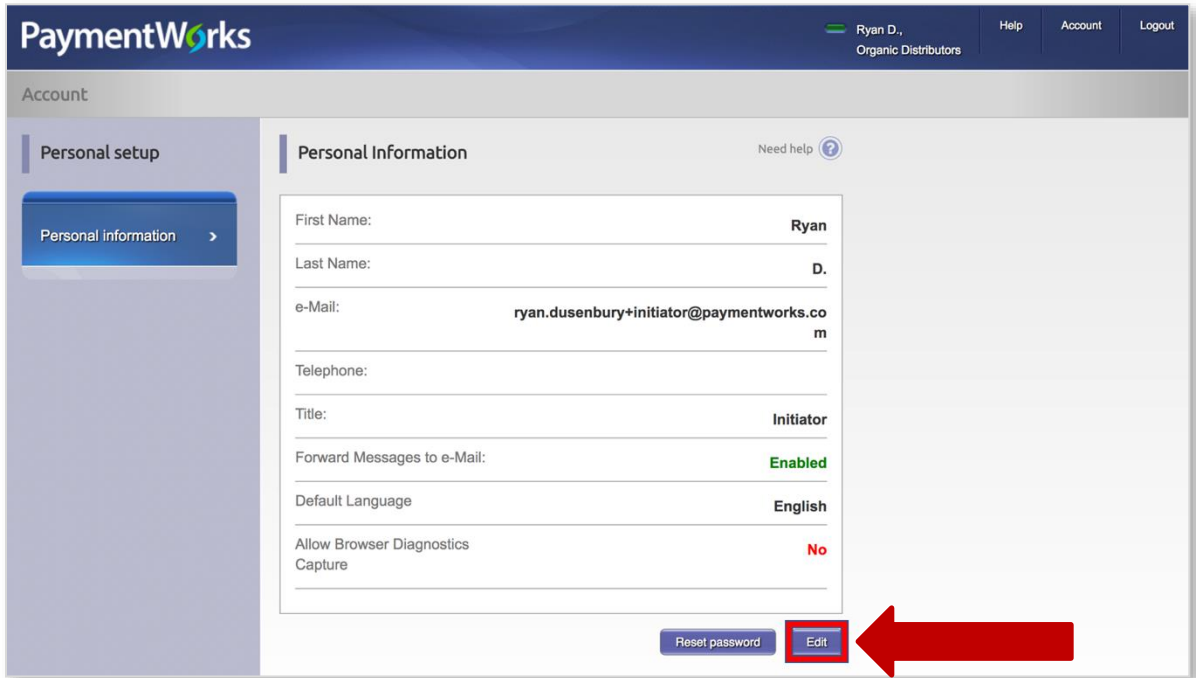 PaymentWorks
Ryan D.,
Organic Distributors
Help
Account
Logout
Account
Personal setup
Personal information
Personal Information
Need help ?
First Name:
Ryan
Last Name:
D.
e-Mail:
ryan.dusenbury+initiator@paymentworks.co
m
Telephone:
Title:
Initiator
Forward Messages to e-Mail:
Enabled
Default Language
English
Allow Browser Diagnostics
Capture
No
Reset password
Edit